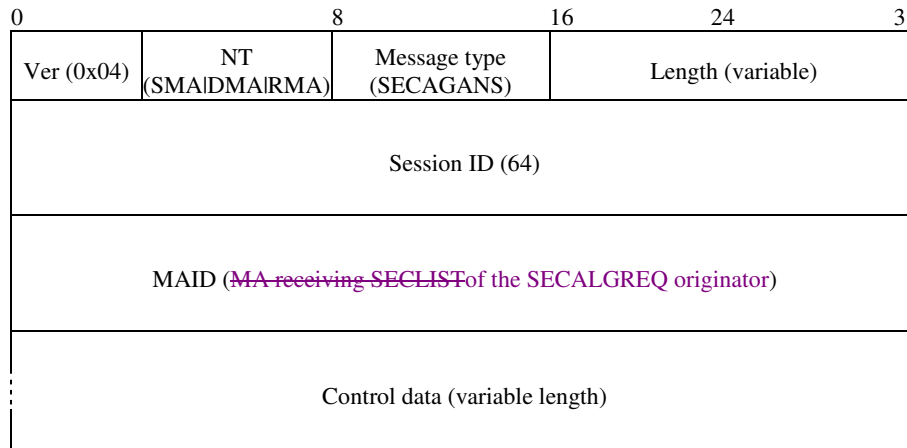 0 8 16 24 3
Ver (0x04) NT (SMA|DMA|RMA) Message type (SECAGANS) Length (variable)
Session ID (64)
MAID (MA receiving SECLISTof the SECALGREQ originator)
Control data (variable length)